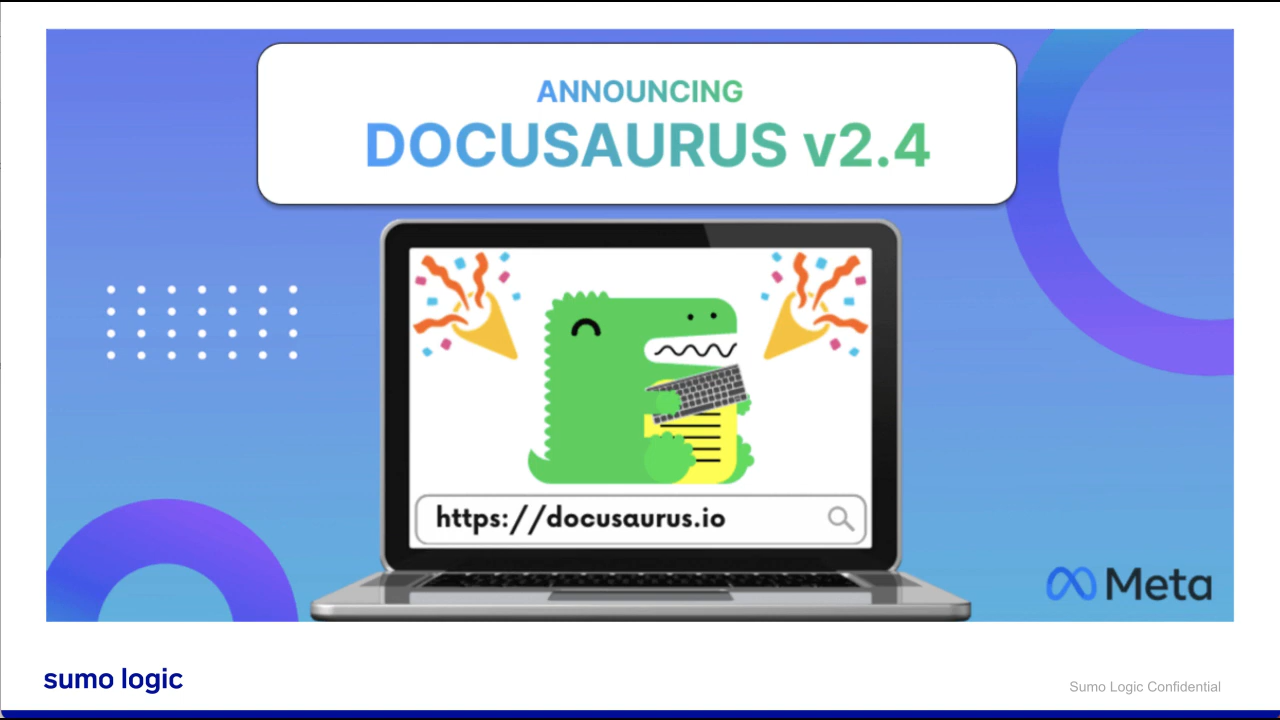 ANNOUNCING
DOCUSAURUS v2.4
https://docusaurus.io
Meta
sumo logic
Sumo Logic Confidential